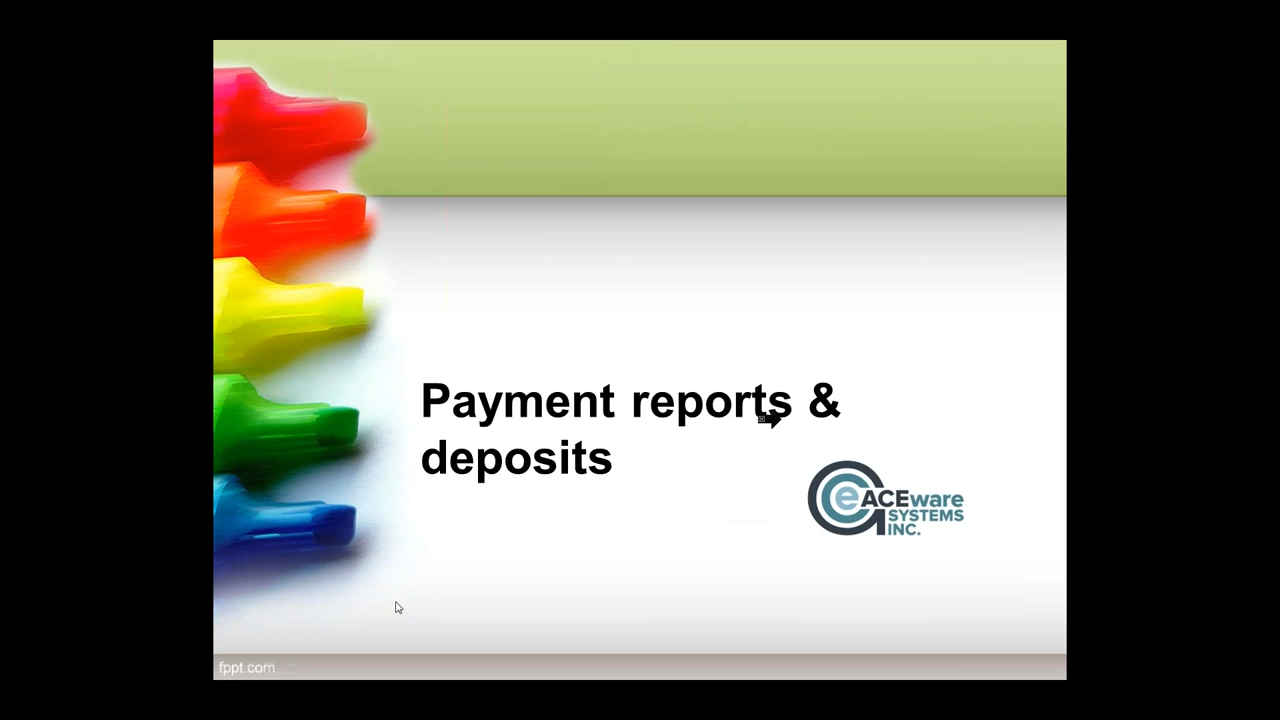 Payment reports &
deposits
e ACEware
SYSTEMS
INC.
fppt.com